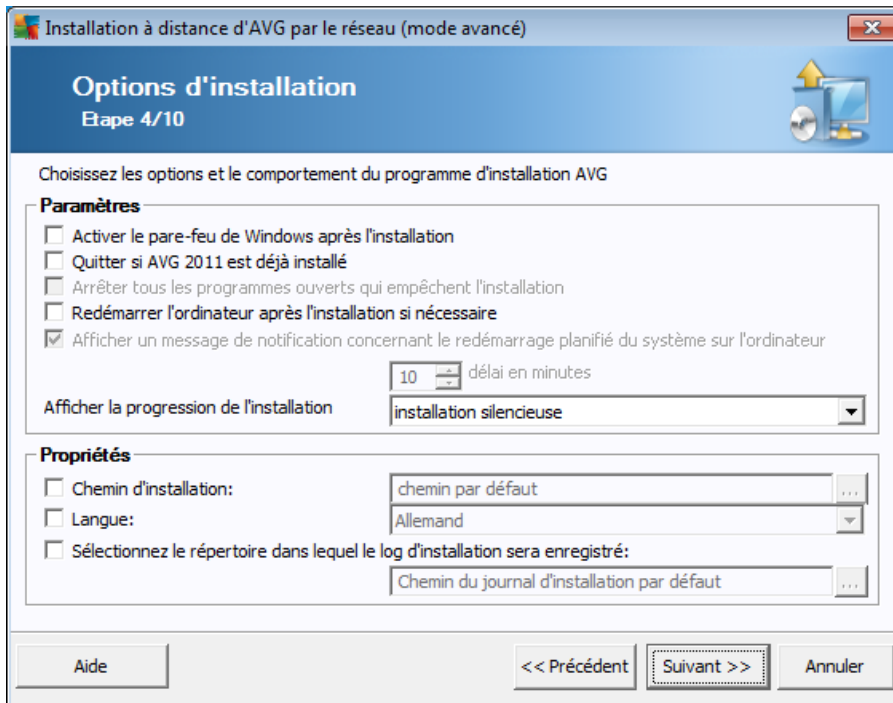 Installation à distance d'AVG par le réseau (mode avancé)
Options d'installation
Etape 4/10
Choisissez les options et le comportement du programme d'installation AVG
Paramètres
Activer le pare-feu de Windows après l'installation
Quitter si AVG 2011 est déjà installé
Arrêter tous les programmes ouverts qui empêchent l'installation
Redémarrer l'ordinateur après l'installation si nécessaire
Afficher un message de notification concernant le redémarrage planifié du système sur l'ordinateur
10 délai en minutes
Afficher la progression de l'installation installation silencieuse
Propriétés
Chemin d'installation: chemin par défaut ...
Langue: Allemand
Sélectionnez le répertoire dans lequel le log d'installation sera enregistré:
Chemin du journal d'installation par défaut ...
Aide << Précédent Suivant >> Annuler